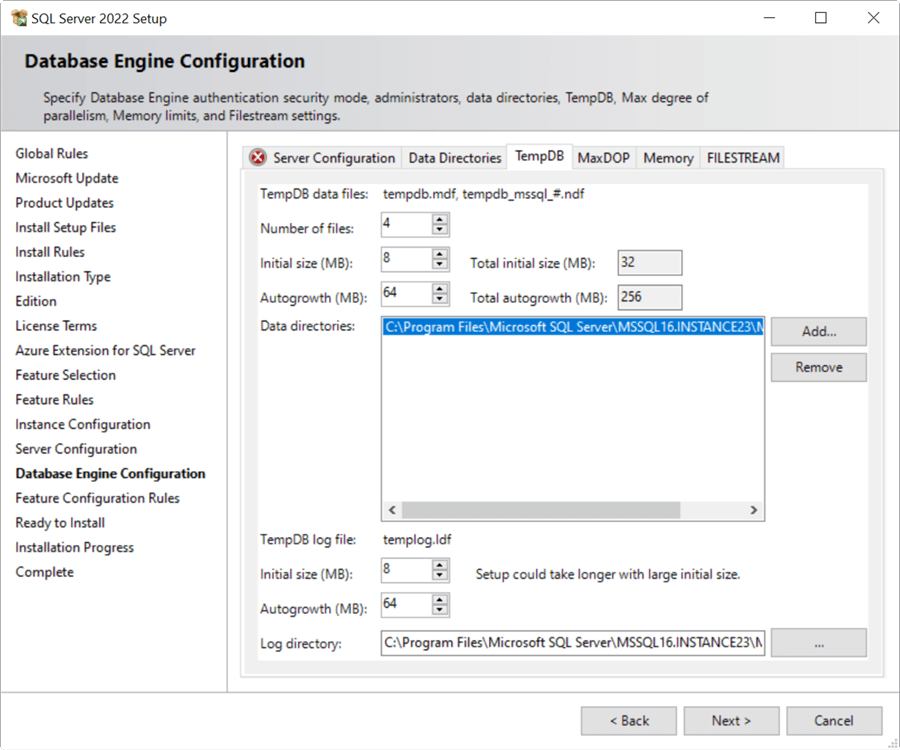 SQL Server 2022 Setup
Database Engine Configuration
Specify Database Engine authentication security mode, administrators, data directories, TempDB, Max degree of
parallelism, Memory limits, and Filestream settings.
Global Rules
Microsoft Update
Product Updates
Install Setup Files
Install Rules
Installation Type
Edition
License Terms
Azure Extension for SQL Server
Feature Selection
Feature Rules
Instance Configuration
Server Configuration
Database Engine Configuration
Feature Configuration Rules
Ready to Install
Installation Progress
Complete
Server Configuration Data Directories TempDB MaxDOP Memory FILESTREAM
TempDB data files: tempdb.mdf, tempdb_mssql_#.ndf
Number of files: 4
Initial size (MB): 8 Total initial size (MB): 32
Autogrowth (MB): 64 Total autogrowth (MB): 256
Data directories: C:\Program Files\Microsoft SQL Server\MSSQL16.INSTANCE23\M
Add...
Remove
TempDB log file: templog.ldf
Initial size (MB): 8 Setup could take longer with large initial size.
Autogrowth (MB): 64
Log directory: C:\Program Files\Microsoft SQL Server\MSSQL16.INSTANCE23\M ...
< Back Next > Cancel